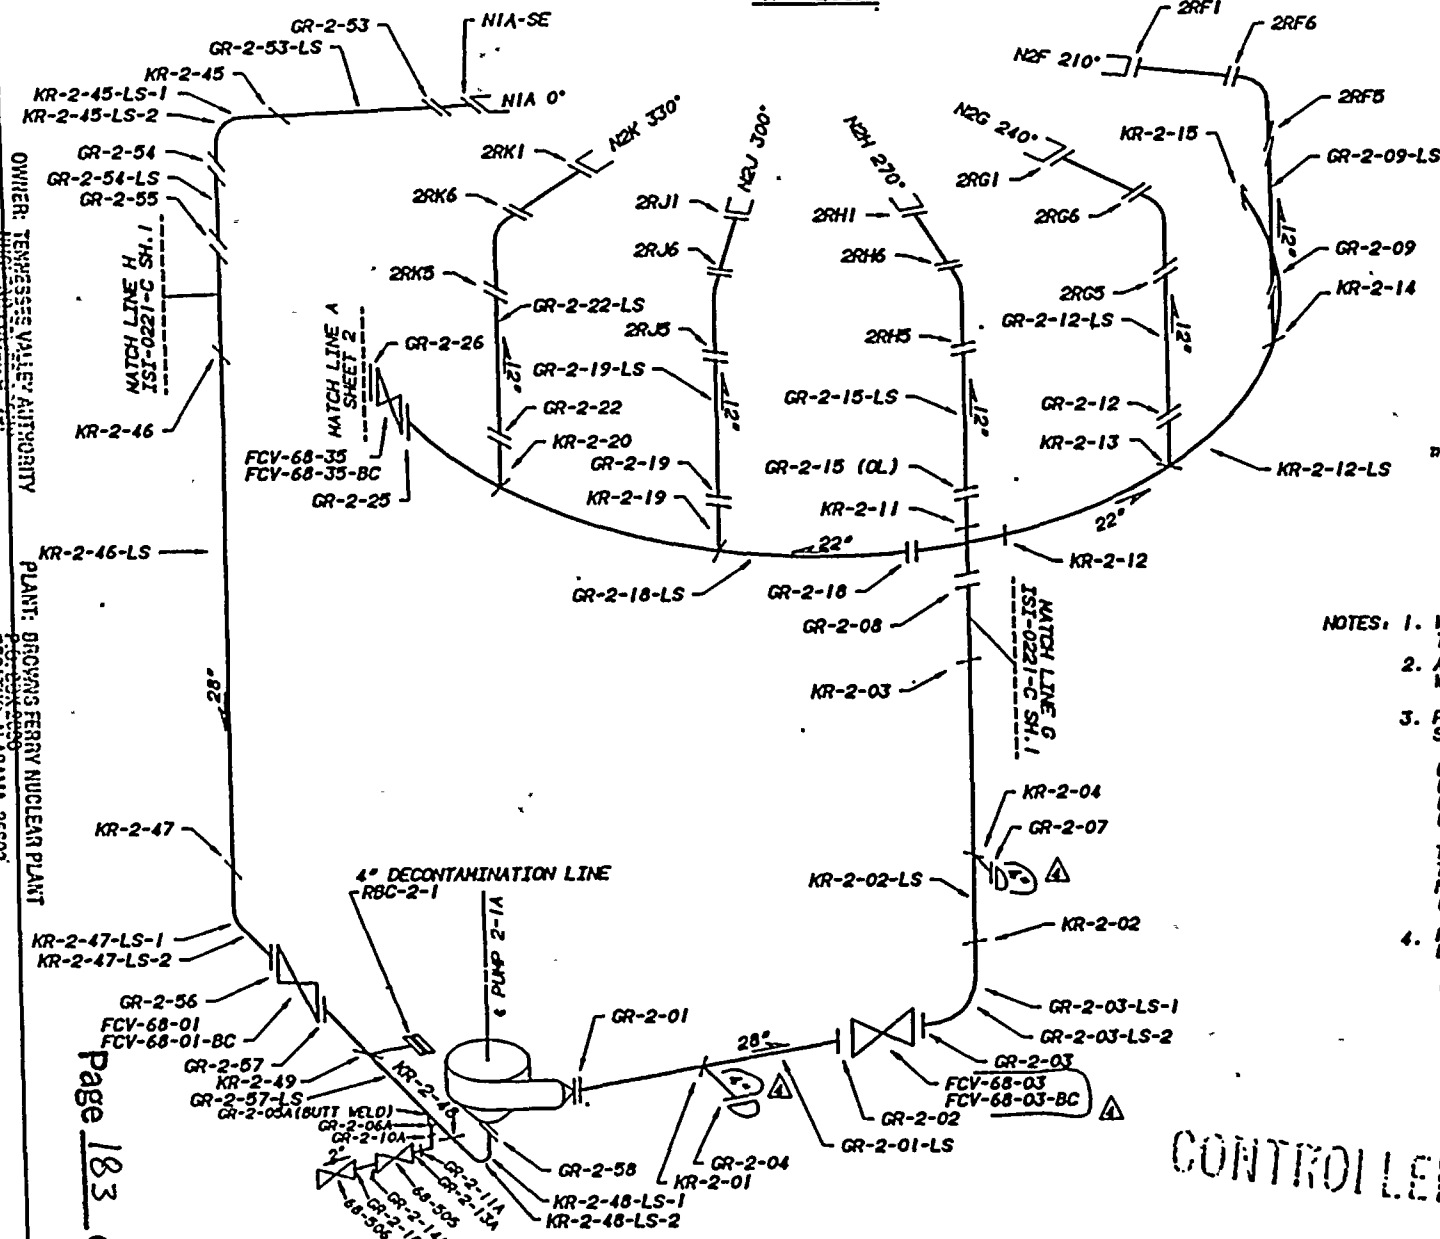 2RF1
2RF6
N2F 210°
2RF5
GR-2-09-LS
KR-2-15
12"
GR-2-09
KR-2-14
GR-2-53
GR-2-53-LS
N1A-SE
KR-2-45
KR-2-45-LS-1
KR-2-45-LS-2
N1A 0°
GR-2-54
GR-2-54-LS
GR-2-55
MATCH LINE H
ISI-0221-C SH.1
KR-2-46
KR-2-46-LS
28"
KR-2-47
KR-2-47-LS-1
KR-2-47-LS-2
N2K 330°
2RK1
2RK6
2RK5
GR-2-22-LS
12"
GR-2-22
KR-2-20
MATCH LINE A
SHEET 2
GR-2-26
FCV-68-35
FCV-68-35-BC
GR-2-25
N2J 300°
2RJ1
2RJ6
2RJ5
GR-2-19-LS
12"
GR-2-19
KR-2-19
N2H 270°
2RH1
2RH6
2RH5
GR-2-15-LS
12"
GR-2-15 (OL)
KR-2-11
N2G 240°
2RG1
2RG6
2RG5
GR-2-12-LS
12"
GR-2-12
KR-2-13
KR-2-12-LS
22"
22"
KR-2-12
GR-2-18-LS
GR-2-18
GR-2-08
MATCH LINE G
ISI-0221-C SH.1
KR-2-03
KR-2-04
GR-2-07
4"
4
KR-2-02-LS
KR-2-02
GR-2-03-LS-1
GR-2-03-LS-2
GR-2-03
FCV-68-03
FCV-68-03-BC
4
GR-2-02
GR-2-01-LS
28"
GR-2-01
4"
4
GR-2-04
KR-2-01
4" DECONTAMINATION LINE
RBC-2-1
PUMP 2-1A
GR-2-56
FCV-68-01
FCV-68-01-BC
GR-2-57
KR-2-49
GR-2-57-LS
KR-2-48
GR-2-05A (BUTT WELD)
GR-2-06A
GR-2-10A
2"
GR-2-58
KR-2-48-LS-1
KR-2-48-LS-2
GR-2-11A
GR-2-13A
68-505
68-506
NOTES: 1.
2.
3.
4.
OWNER: TENNESSEE VALLEY AUTHORITY
PLANT: BROWNS FERRY NUCLEAR PLANT
Page 183